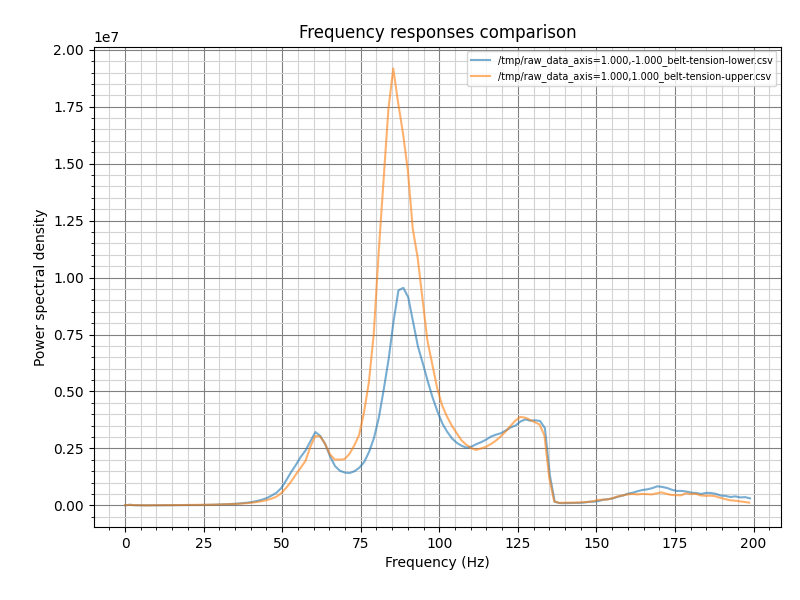 Frequency responses comparison
1e7
/tmp/raw_data_axis=1.000,-1.000_belt-tension-lower.csv
/tmp/raw_data_axis=1.000,1.000_belt-tension-upper.csv
2.00
1.75
1.50
1.25
1.00
0.75
0.50
0.25
0.00
Power spectral density
0 25 50 75 100 125 150 175 200
Frequency (Hz)